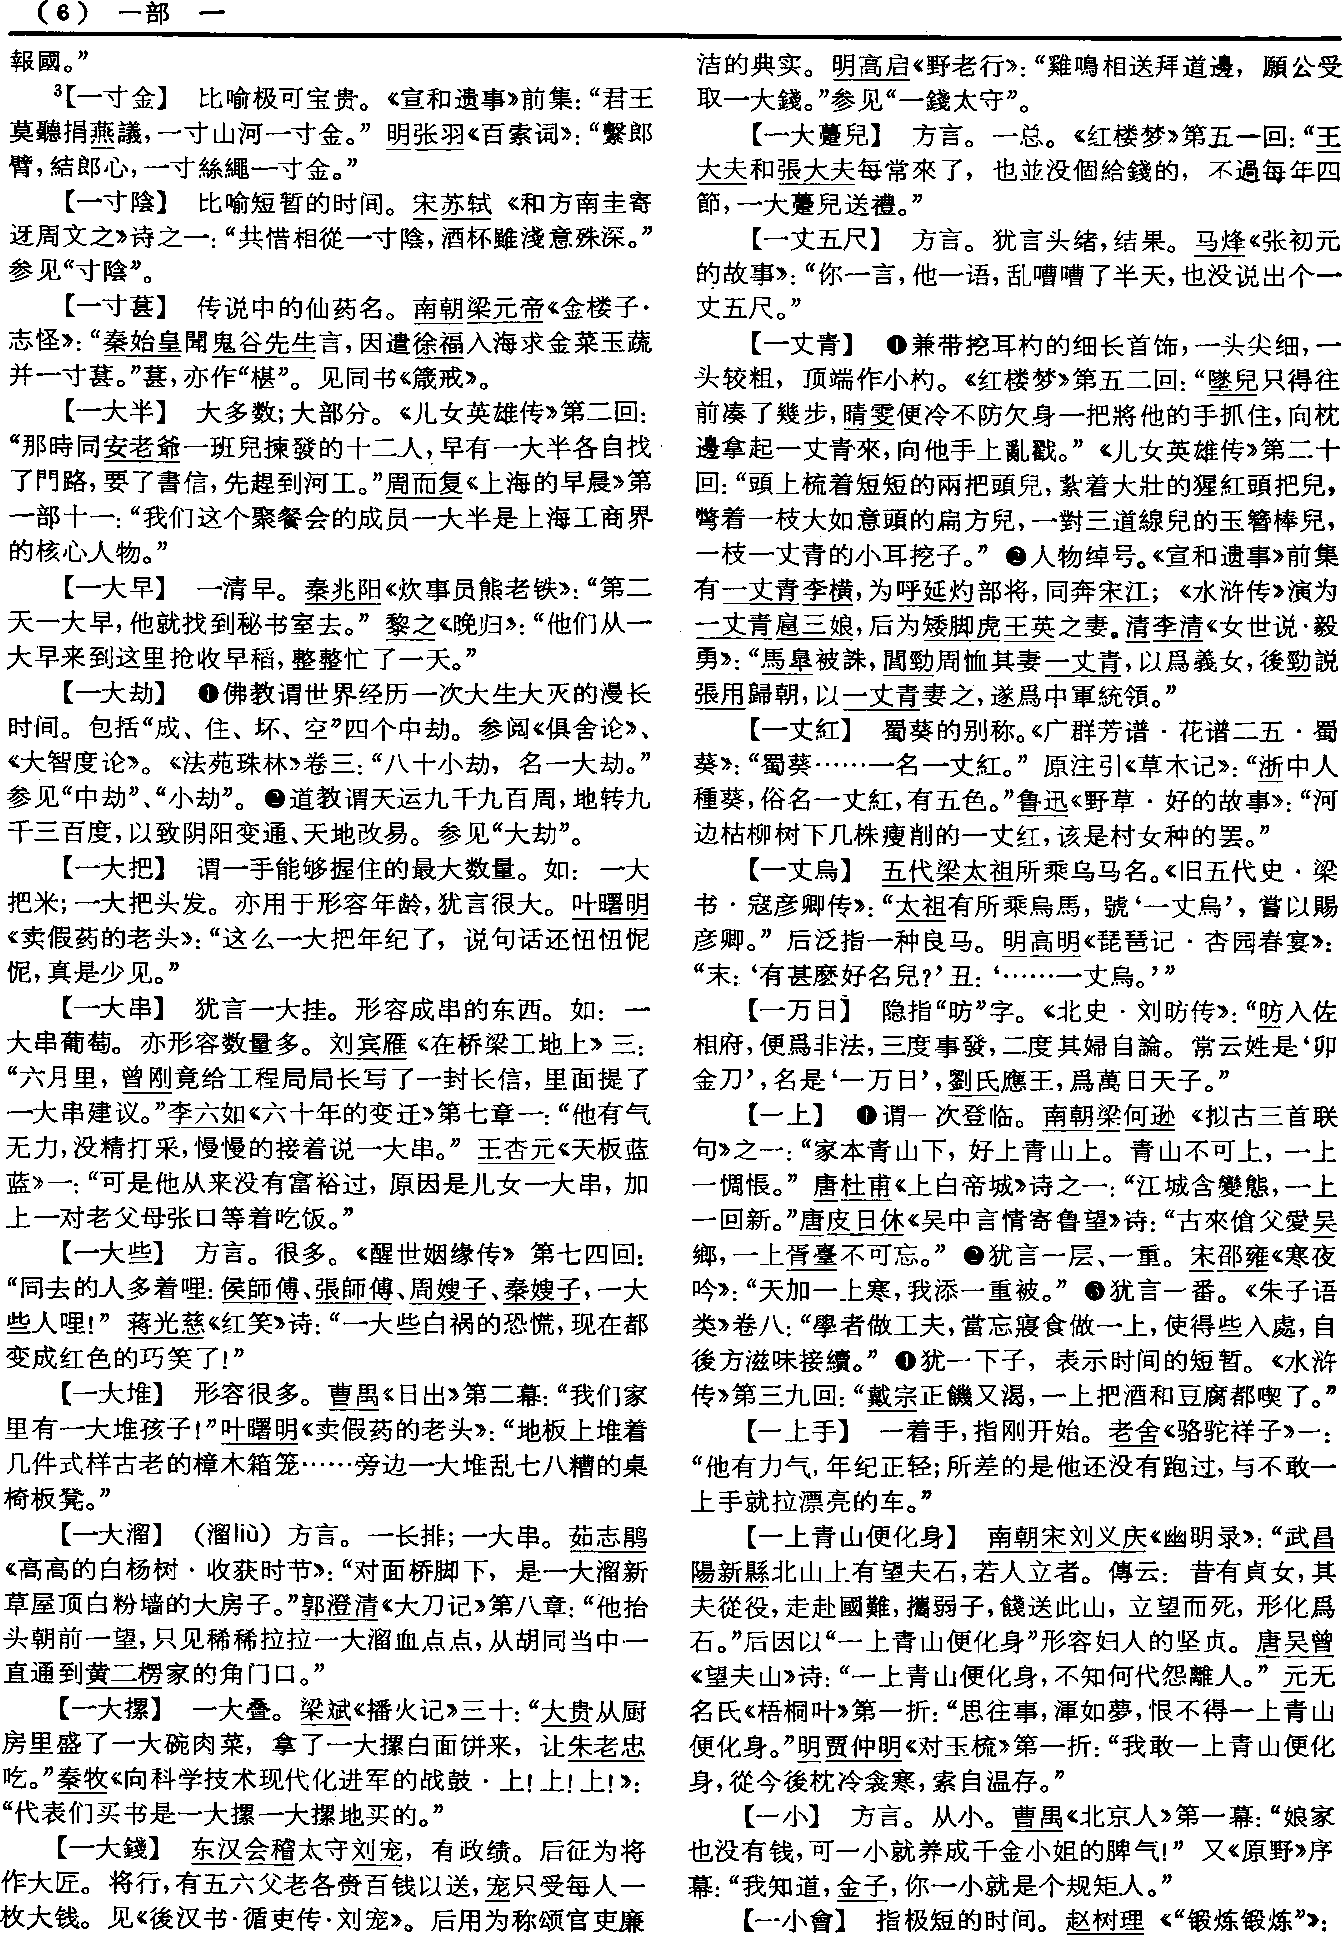 （6） 一部 一
報國。”
³【一寸金】 比喻极可宝贵。《宣和遗事》前集：“君王
莫聽捐燕議，一寸山河一寸金。” 明张羽《百索词》：“繫郎
臂，結郎心，一寸絲繩一寸金。”
【一寸陰】 比喻短暂的时间。宋苏轼《和方南圭寄
迓周文之》诗之一：“共惜相從一寸陰，酒杯雖淺意殊深。”
参见“寸陰”。
【一寸葚】 传说中的仙药名。南朝梁元帝《金楼子·
志怪》：“秦始皇聞鬼谷先生言，因遣徐福入海求金菜玉蔬
并一寸葚。”葚，亦作“椹”。见同书《箴戒》。
【一大半】 大多数；大部分。《儿女英雄传》第二回：
“那時同安老爺一班兒揀發的十二人，早有一大半各自找
了門路，要了書信，先趕到河工。”周而复《上海的早晨》第
一部十一：“我们这个聚餐会的成员一大半是上海工商界
的核心人物。”
【一大早】 一清早。秦兆阳《炊事员熊老铁》：“第二
天一大早，他就找到秘书室去。” 黎之《晚归》：“他们从一
大早来到这里抢收早稻，整整忙了一天。”
【一大劫】 ❶佛教谓世界经历一次大生大灭的漫长
时间。包括“成、住、坏、空”四个中劫。参阅《俱舍论》、
《大智度论》。《法苑珠林》卷三：“八十小劫，名一大劫。”
参见“中劫”、“小劫”。❷道教谓天运九千九百周，地转九
千三百度，以致阴阳变通、天地改易。参见“大劫”。
【一大把】 谓一手能够握住的最大数量。如：一大
把米；一大把头发。亦用于形容年龄，犹言很大。叶曙明
《卖假药的老头》：“这么一大把年纪了，说句话还忸忸怩
怩，真是少见。”
【一大串】 犹言一大挂。形容成串的东西。如：一
大串葡萄。亦形容数量多。刘宾雁《在桥梁工地上》三：
“六月里，曾刚竟给工程局局长写了一封长信，里面提了
一大串建议。”李六如《六十年的变迁》第七章一：“他有气
无力，没精打采，慢慢的接着说一大串。” 王杏元《天板蓝
蓝》一：“可是他从来没有富裕过，原因是儿女一大串，加
上一对老父母张口等着吃饭。”
【一大些】 方言。很多。《醒世姻缘传》第七四回：
“同去的人多着哩：侯師傅、張師傅、周嫂子、秦嫂子，一大
些人哩！” 蒋光慈《红笑》诗：“一大些白祸的恐慌，现在都
变成红色的巧笑了！”
【一大堆】 形容很多。曹禺《日出》第二幕：“我们家
里有一大堆孩子！”叶曙明《卖假药的老头》：“地板上堆着
几件式样古老的樟木箱笼……旁边一大堆乱七八糟的桌
椅板凳。”
【一大溜】 （溜liù）方言。一长排；一大串。茹志鹃
《高高的白杨树·收获时节》：“对面桥脚下，是一大溜新
草屋顶白粉墙的大房子。”郭澄清《大刀记》第八章：“他抬
头朝前一望，只见稀稀拉拉一大溜血点点，从胡同当中一
直通到黄二楞家的角门口。”
【一大摞】 一大叠。梁斌《播火记》三十：“大贵从厨
房里盛了一大碗肉菜，拿了一大摞白面饼来，让朱老忠
吃。”秦牧《向科学技术现代化进军的战鼓·上！上！上！》：
“代表们买书是一大摞一大摞地买的。”
【一大錢】 东汉会稽太守刘宠，有政绩。后征为将
作大匠。将行，有五六父老各赍百钱以送，宠只受每人一
枚大钱。见《後汉书·循吏传·刘宠》。后用为称颂官吏廉
洁的典实。明高启《野老行》：“雞鳴相送拜道邊，願公受
取一大錢。”参见“一錢太守”。
【一大躉兒】 方言。一总。《红楼梦》第五一回：“王
大夫和張大夫每常來了，也並没個給錢的，不過每年四
節，一大躉兒送禮。”
【一丈五尺】 方言。犹言头绪，结果。马烽《张初元
的故事》：“你一言，他一语，乱嘈嘈了半天，也没说出个一
丈五尺。”
【一丈青】 ❶兼带挖耳杓的细长首饰，一头尖细，一
头较粗，顶端作小杓。《红楼梦》第五二回：“墜兒只得往
前凑了幾步，晴雯便冷不防欠身一把將他的手抓住，向枕
邊拿起一丈青來，向他手上亂戳。”《儿女英雄传》第二十
回：“頭上梳着短短的兩把頭兒，紮着大壯的猩紅頭把兒，
彆着一枝大如意頭的扁方兒，一對三道線兒的玉簪棒兒，
一枝一丈青的小耳挖子。” ❷人物绰号。《宣和遗事》前集
有一丈青李横，为呼延灼部将，同奔宋江；《水浒传》演为
一丈青扈三娘，后为矮脚虎王英之妻。清李清《女世说·毅
勇》：“馬皋被誅，閭勁周恤其妻一丈青，以爲義女，後勁説
張用歸朝，以一丈青妻之，遂爲中軍統領。”
【一丈紅】 蜀葵的别称。《广群芳谱·花谱二五·蜀
葵》：“蜀葵……一名一丈紅。”原注引《草木记》：“浙中人
種葵，俗名一丈紅，有五色。”鲁迅《野草·好的故事》：“河
边枯柳树下几株瘦削的一丈红，该是村女种的罢。”
【一丈烏】 五代梁太祖所乘乌马名。《旧五代史·梁
书·寇彦卿传》：“太祖有所乘烏馬，號‘一丈烏’，嘗以賜
彦卿。”后泛指一种良马。明高明《琵琶记·杏园春宴》：
“末：‘有甚麽好名兒？’丑：‘……一丈烏。’”
【一万日】 隐指“昉”字。《北史·刘昉传》：“昉入佐
相府，便爲非法，三度事發，二度其婦自論。常云姓是‘卯
金刀’，名是‘一万日’，劉氏應王，爲萬日天子。”
【一上】 ❶谓一次登临。南朝梁何逊《拟古三首联
句》之一：“家本青山下，好上青山上。青山不可上，一上
一惆悵。” 唐杜甫《上白帝城》诗之一：“江城含變態，一上
一回新。”唐皮日休《吴中言情寄鲁望》诗：“古來傖父愛吴
鄉，一上胥臺不可忘。” ❷犹言一层、一重。宋邵雍《寒夜
吟》：“天加一上寒，我添一重被。” ❸犹言一番。《朱子语
类》卷八：“學者做工夫，當忘寢食做一上，使得些入處，自
後方滋味接續。” ❹犹一下子，表示时间的短暂。《水浒
传》第三九回：“戴宗正饑又渴，一上把酒和豆腐都喫了。”
【一上手】 一着手，指刚开始。老舍《骆驼祥子》一：
“他有力气，年纪正轻；所差的是他还没有跑过，与不敢一
上手就拉漂亮的车。”
【一上青山便化身】 南朝宋刘义庆《幽明录》：“武昌
陽新縣北山上有望夫石，若人立者。傳云：昔有貞女，其
夫從役，走赴國難，攜弱子，餞送此山，立望而死，形化爲
石。”后因以“一上青山便化身”形容妇人的坚贞。唐吴曾
《望夫山》诗：“一上青山便化身，不知何代怨離人。” 元无
名氏《梧桐叶》第一折：“思往事，渾如夢，恨不得一上青山
便化身。”明贾仲明《对玉梳》第一折：“我敢一上青山便化
身，從今後枕冷衾寒，索自温存。”
【一小】 方言。从小。曹禺《北京人》第一幕：“娘家
也没有钱，可一小就养成千金小姐的脾气！” 又《原野》序
幕：“我知道，金子，你一小就是个规矩人。”
【一小會】 指极短的时间。赵树理《“锻炼锻炼”》：